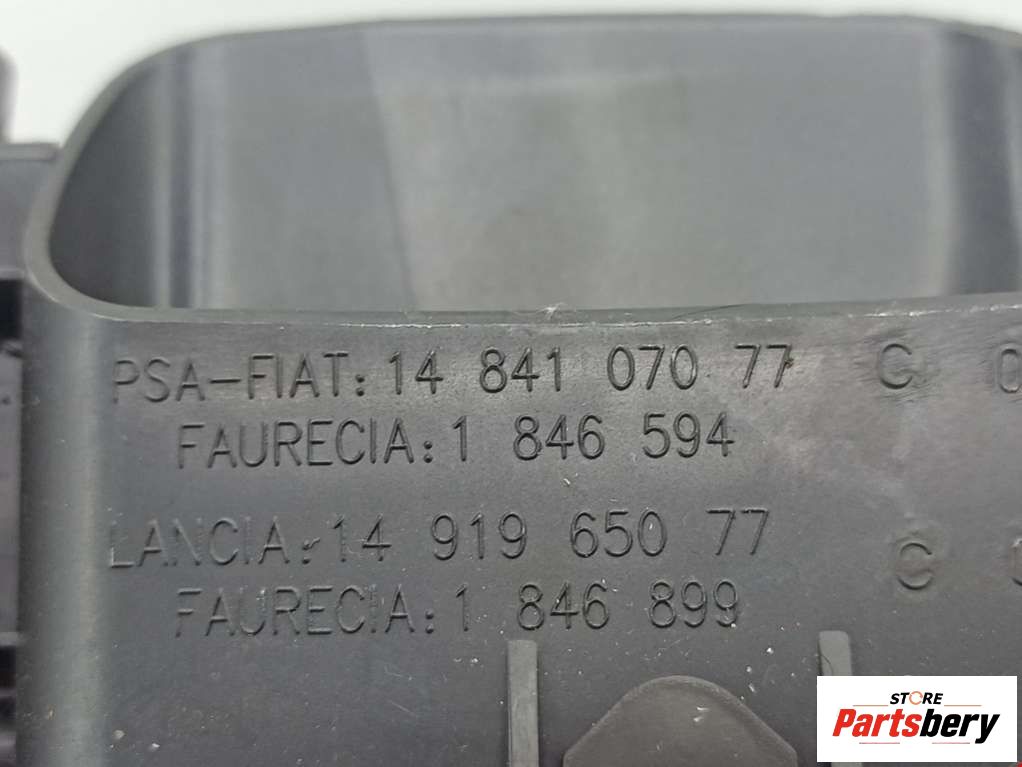 PSA-FIAT: 14 841 070 77 C 0
FAURECIA: 1 846 594
LANCIA: 14 919 650 77 C
FAURECIA: 1 846 899
STORE
Partsbery